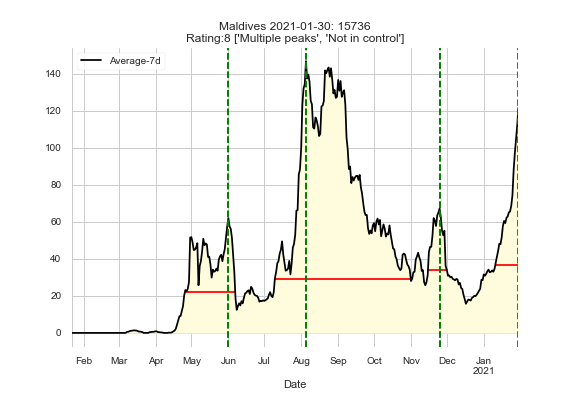 Maldives 2021-01-30: 15736
Rating:8 ['Multiple peaks', 'Not in control']
Average-7d
140
120
100
80
60
40
20
0
Feb Mar Apr May Jun Jul Aug Sep Oct Nov Dec Jan
2021
Date